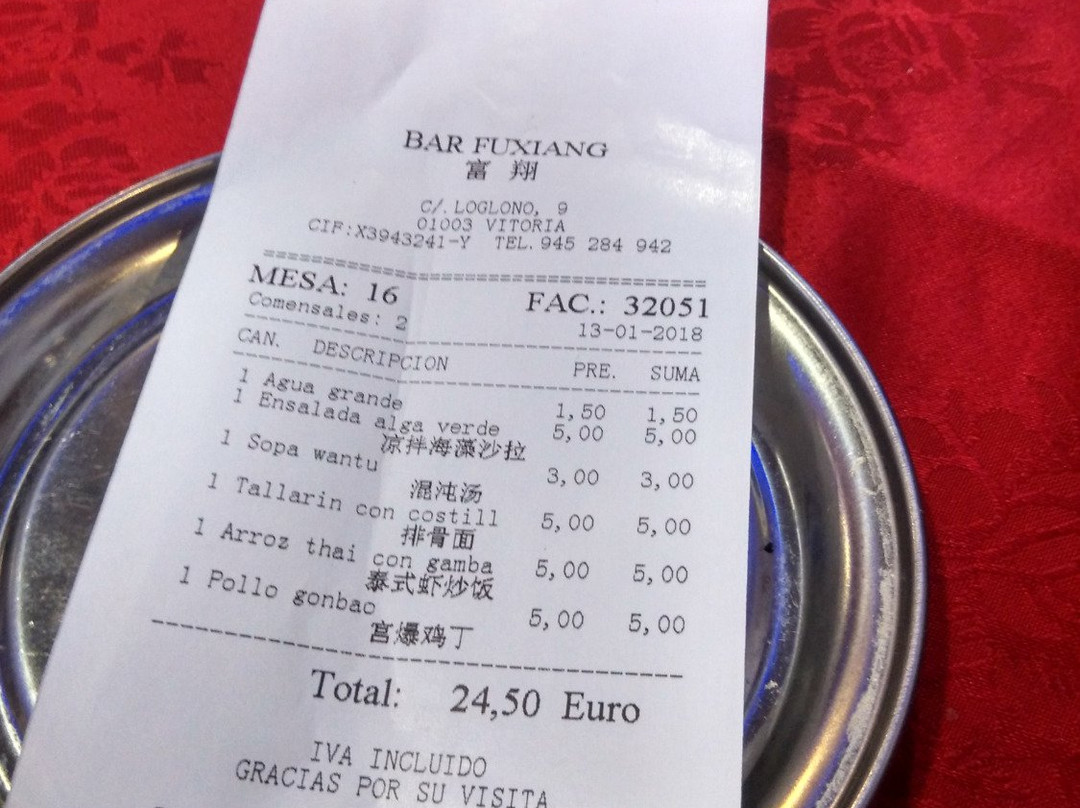 BAR FUXIANG
富 翔
C/. LOGLONO, 9
01003 VITORIA
CIF:X3943241-Y TEL. 945 284 942
MESA: 16 FAC.: 32051
Comensales: 2 13-01-2018
CAN. DESCRIPCION PRE. SUMA
1 Agua grande 1,50 1,50
1 Ensalada alga verde 5,00 5,00
凉拌海藻沙拉
1 Sopa wantu 3,00 3,00
混沌汤
1 Tallarin con costill 5,00 5,00
排骨面
1 Arroz thai con gamba 5,00 5,00
泰式虾炒饭
1 Pollo gonbao 5,00 5,00
宫爆鸡丁
Total: 24,50 Euro
IVA INCLUIDO
GRACIAS POR SU VISITA